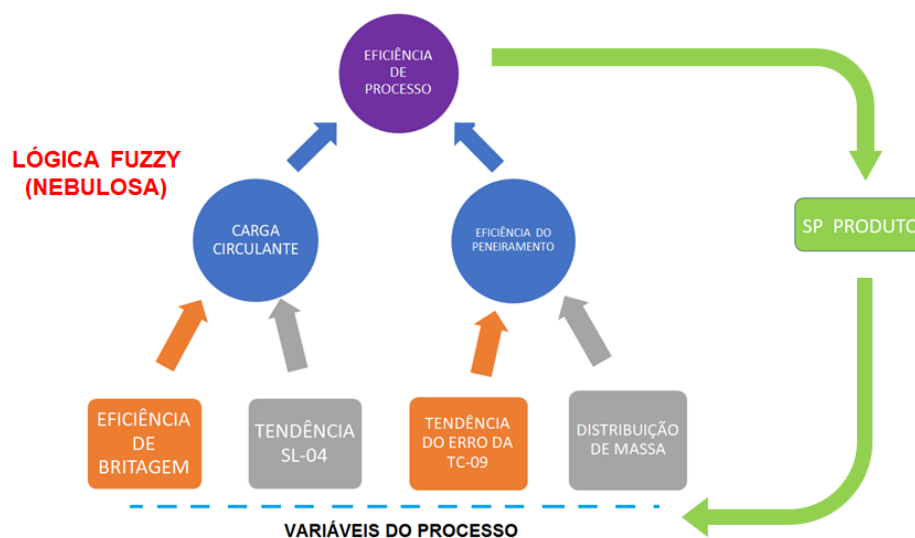 EFICIÊNCIA
DE
PROCESSO
LÓGICA FUZZY
(NEBULOSA)
CARGA
CIRCULANTE
EFICIÊNCIA DO
PENEIRAMENTO
SP PRODUTO
EFICIÊNCIA
DE
BRITAGEM
TENDÊNCIA
SL-04
TENDÊNCIA
DO ERRO DA
TC-09
DISTRIBUIÇÃO
DE MASSA
VARIÁVEIS DO PROCESSO